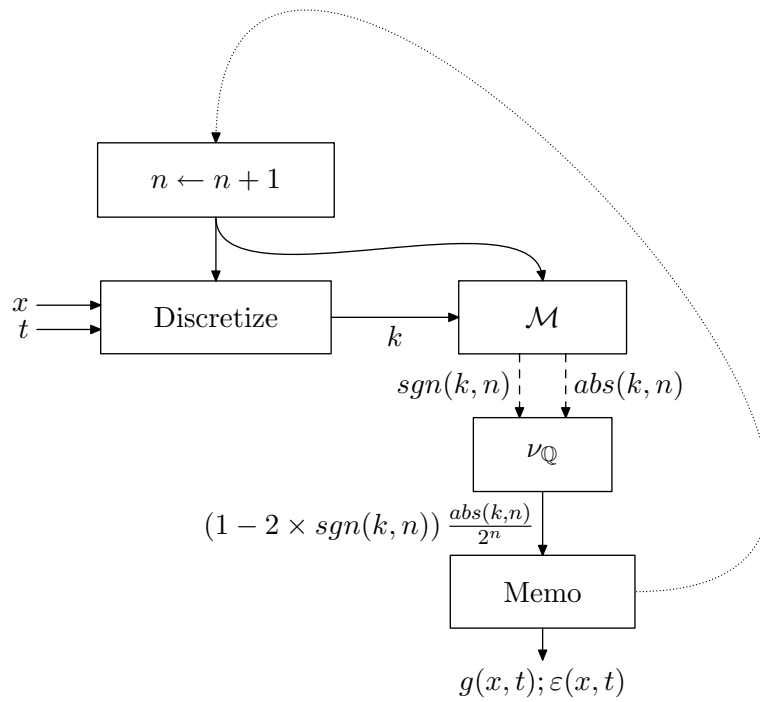 n ← n + 1
x
t
Discretize
k
ℳ
sgn(k, n)
abs(k, n)
ν_ℚ
(1 − 2 × sgn(k, n)) abs(k,n)/2^n
Memo
g(x, t); ε(x, t)